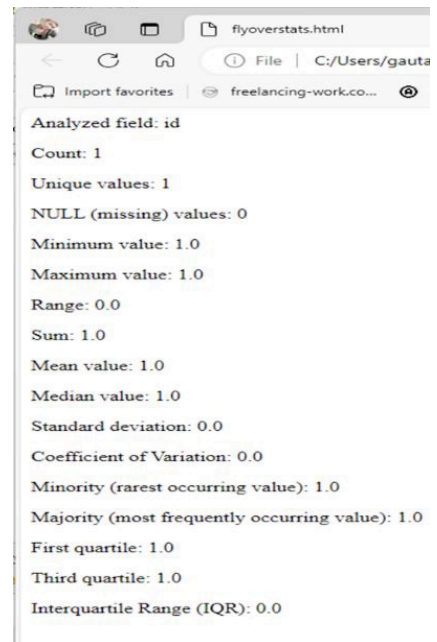 flyoverstats.html
File | C:/Users/gauta
Import favorites
freelancing-work.co...
Analyzed field: id
Count: 1
Unique values: 1
NULL (missing) values: 0
Minimum value: 1.0
Maximum value: 1.0
Range: 0.0
Sum: 1.0
Mean value: 1.0
Median value: 1.0
Standard deviation: 0.0
Coefficient of Variation: 0.0
Minority (rarest occurring value): 1.0
Majority (most frequently occurring value): 1.0
First quartile: 1.0
Third quartile: 1.0
Interquartile Range (IQR): 0.0